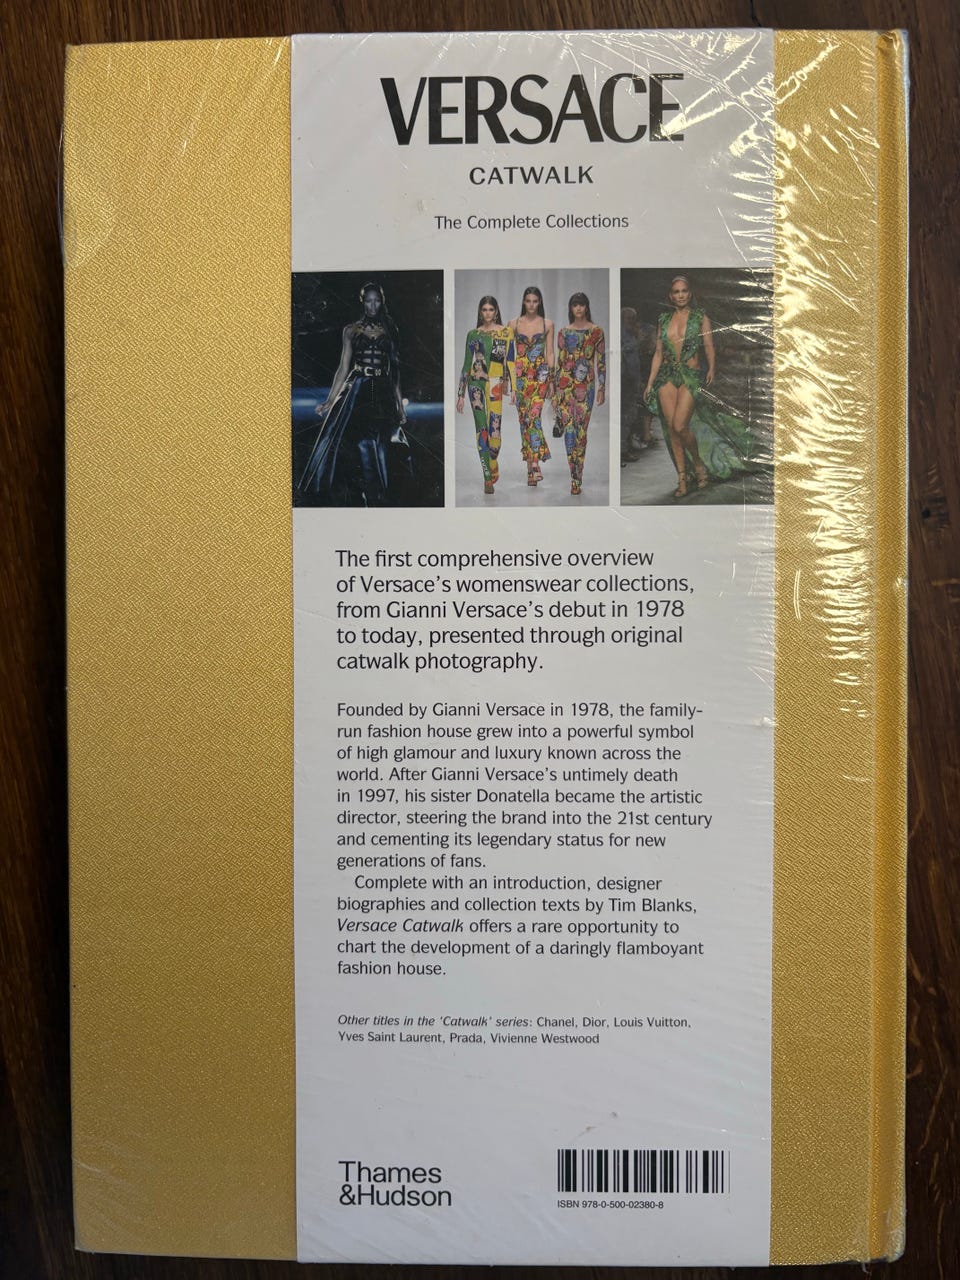 VERSACE
CATWALK
The Complete Collections
The first comprehensive overview
of Versace's womenswear collections,
from Gianni Versace's debut in 1978
to today, presented through original
catwalk photography.
Founded by Gianni Versace in 1978, the family-
run fashion house grew into a powerful symbol
of high glamour and luxury known across the
world. After Gianni Versace's untimely death
in 1997, his sister Donatella became the artistic
director, steering the brand into the 21st century
and cementing its legendary status for new
generations of fans.
Complete with an introduction, designer
biographies and collection texts by Tim Blanks,
Versace Catwalk offers a rare opportunity to
chart the development of a daringly flamboyant
fashion house.
Other titles in the 'Catwalk' series: Chanel, Dior, Louis Vuitton,
Yves Saint Laurent, Prada, Vivienne Westwood
Thames
&Hudson
ISBN 978-0-500-02380-8